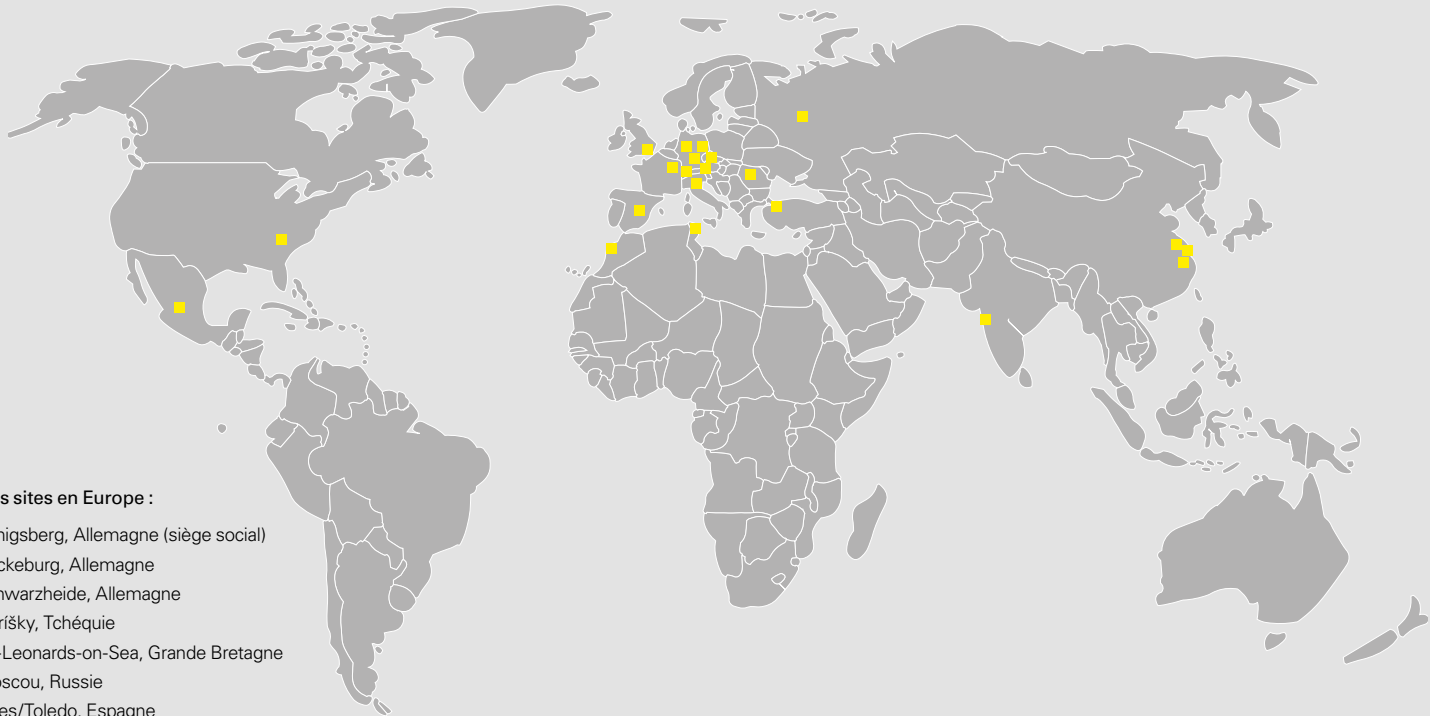 s sites en Europe :
nigsberg, Allemagne (siège social)
ckeburg, Allemagne
hwarzheide, Allemagne
ríšky, Tchéquie
-Leonards-on-Sea, Grande Bretagne
oscou, Russie
es/Toledo, Espagne